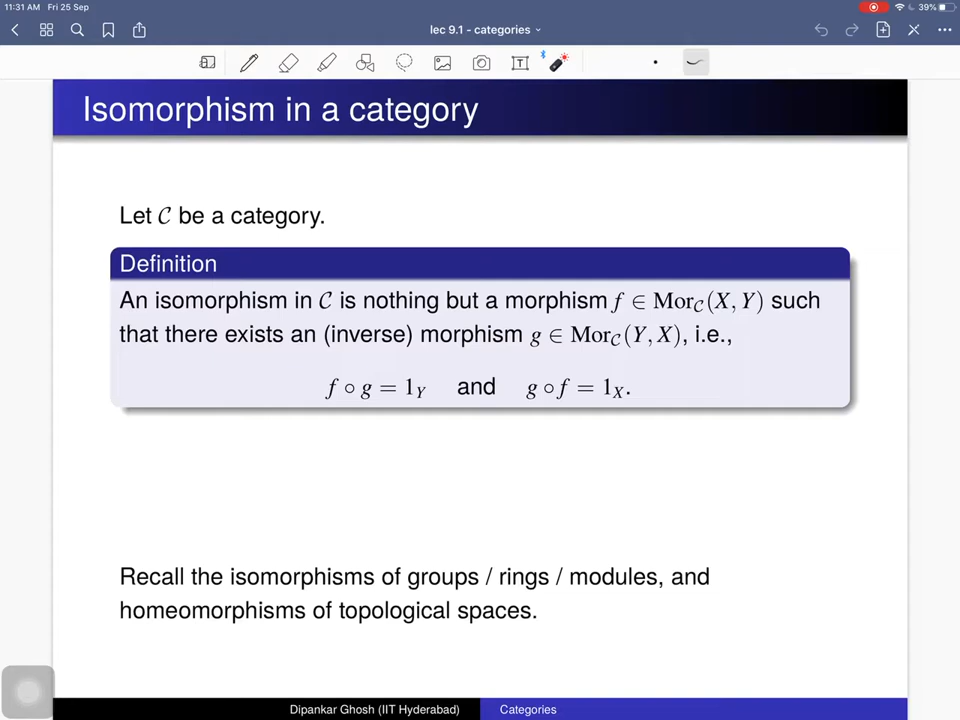 11:31 AM Fri 25 Sep
39%
lec 9.1 - categories
T
Isomorphism in a category
Let 𝒞 be a category.
Definition
An isomorphism in 𝒞 is nothing but a morphism f ∈ Mor𝒞(X, Y) such
that there exists an (inverse) morphism g ∈ Mor𝒞(Y, X), i.e.,
f ∘ g = 1_Y and g ∘ f = 1_X.
Recall the isomorphisms of groups / rings / modules, and
homeomorphisms of topological spaces.
Dipankar Ghosh (IIT Hyderabad)
Categories